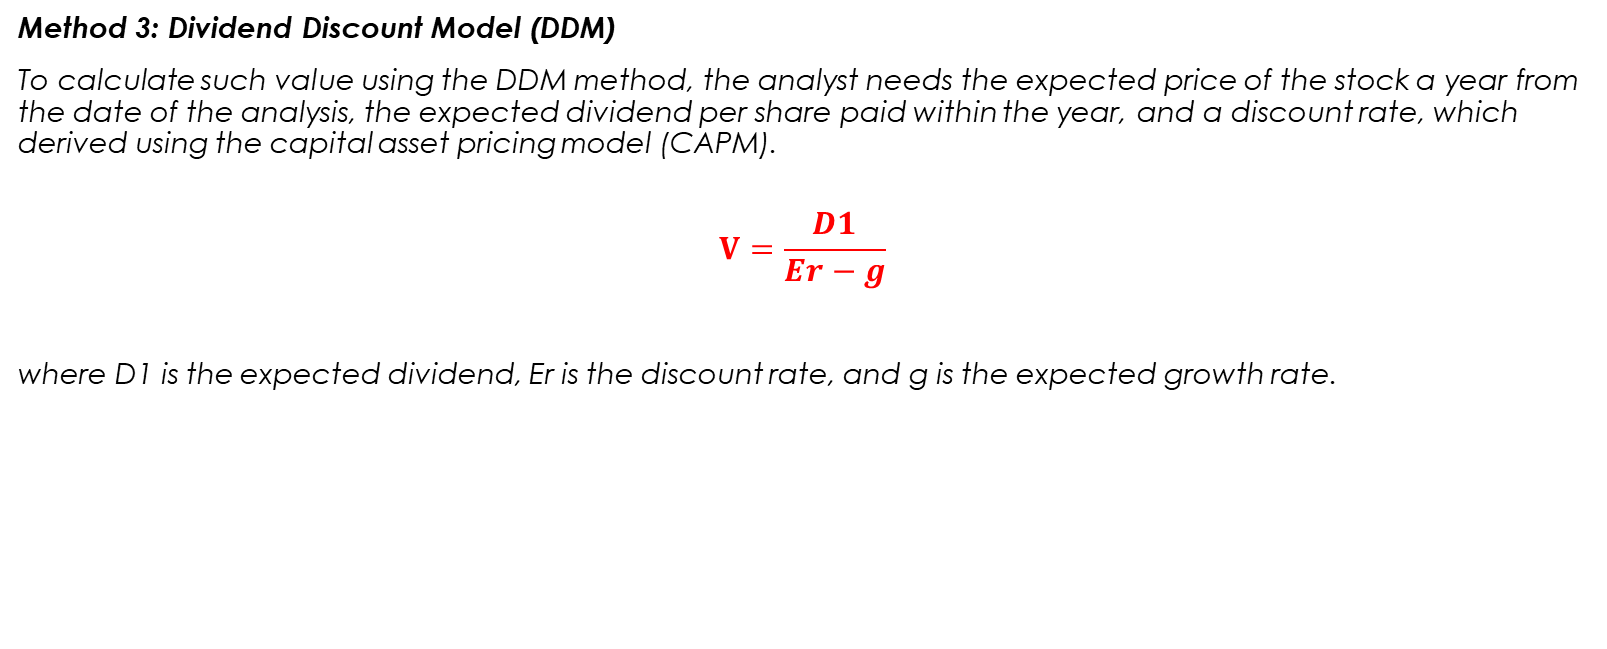 Method 3: Dividend Discount Model (DDM)
To calculate such value using the DDM method, the analyst needs the expected price of the stock a year from
the date of the analysis, the expected dividend per share paid within the year, and a discount rate, which
derived using the capital asset pricing model (CAPM).
V = D1 / Er − g
where D1 is the expected dividend, Er is the discount rate, and g is the expected growth rate.